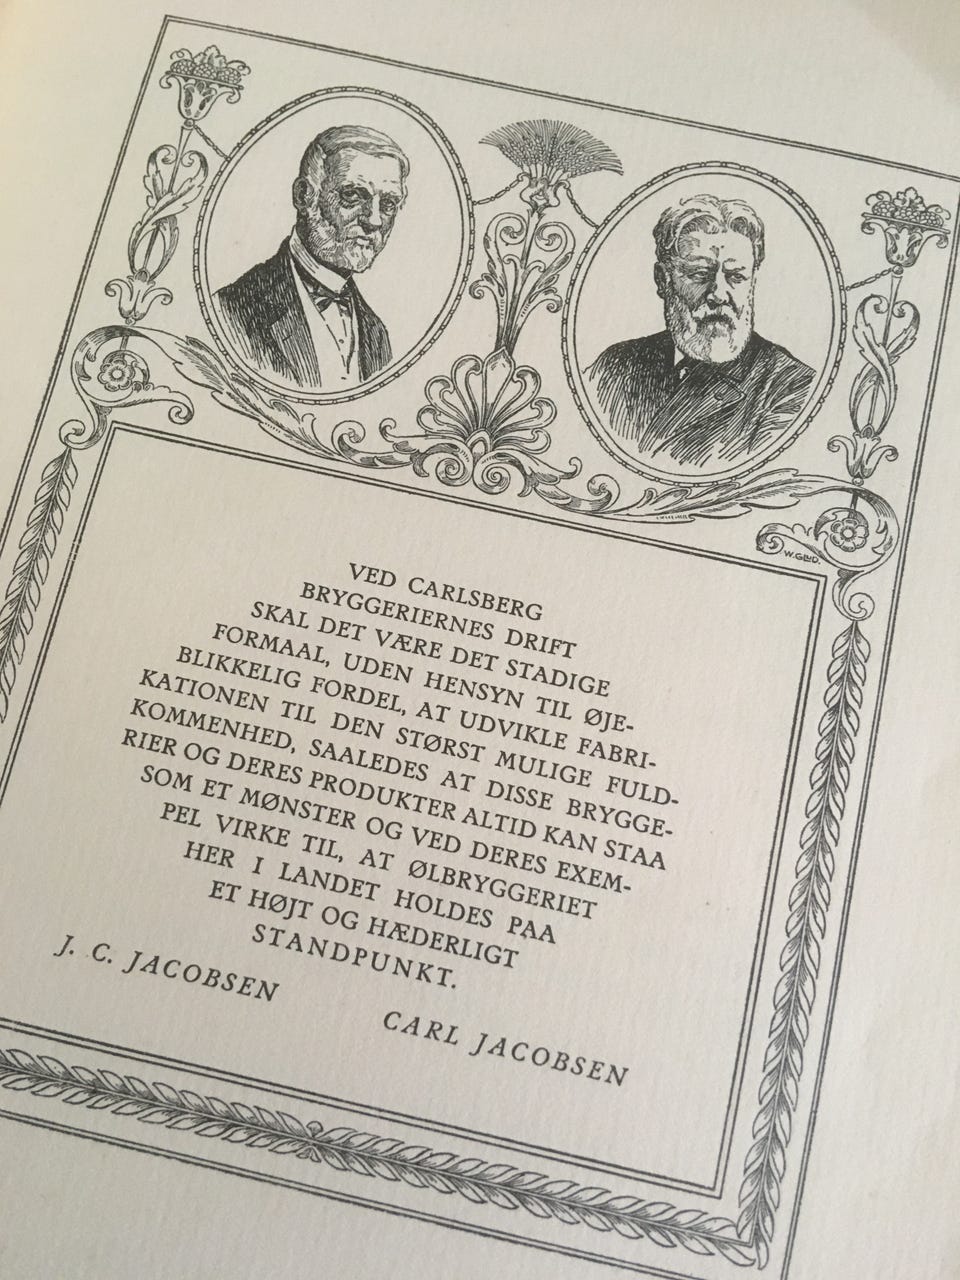 W. GLUD.
VED CARLSBERG
BRYGGERIERNES DRIFT
SKAL DET VÆRE DET STADIGE
FORMAAL, UDEN HENSYN TIL ØJE-
BLIKKELIG FORDEL, AT UDVIKLE FABRI-
KATIONEN TIL DEN STØRST MULIGE FULD-
KOMMENHED, SAALEDES AT DISSE BRYGGE-
RIER OG DERES PRODUKTER ALTID KAN STAA
SOM ET MØNSTER OG VED DERES EXEM-
PEL VIRKE TIL, AT ØLBRYGGERIET
HER I LANDET HOLDES PAA
ET HØJT OG HÆDERLIGT
STANDPUNKT.
J. C. JACOBSEN
CARL JACOBSEN